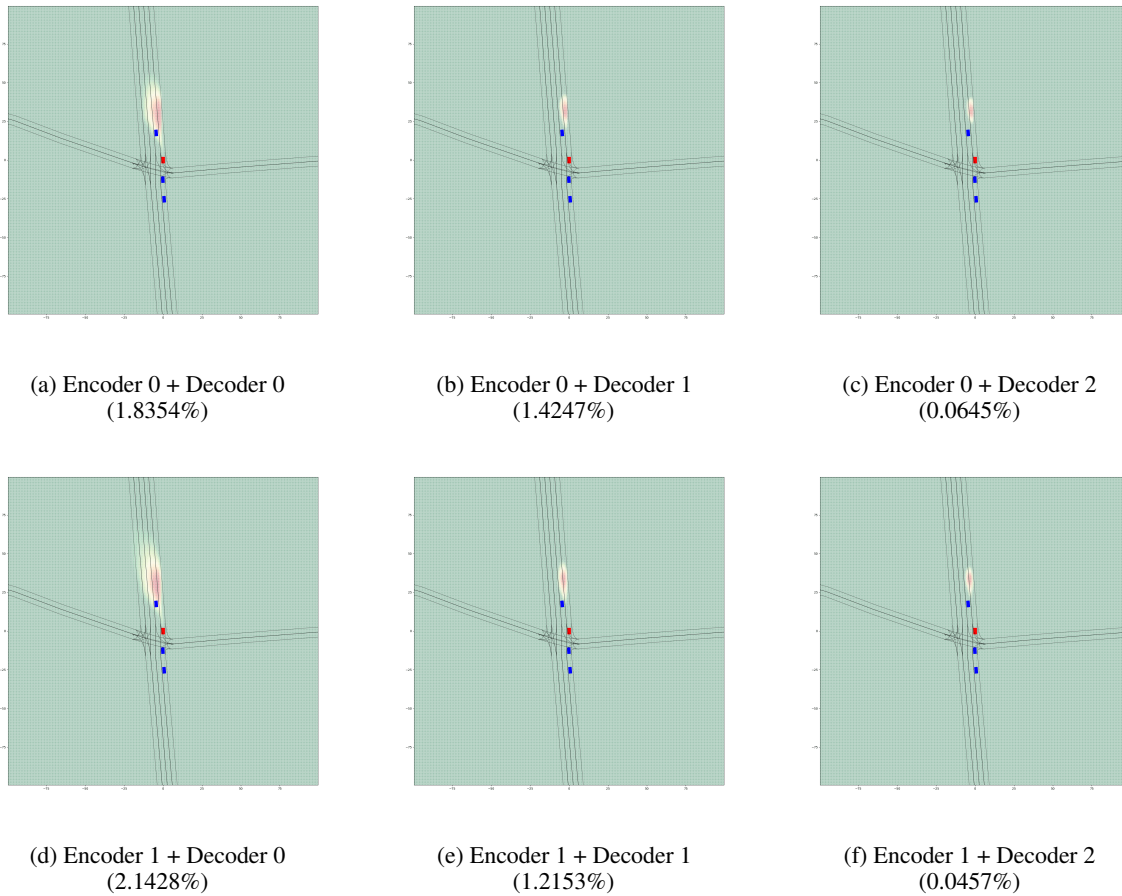 (a) Encoder 0 + Decoder 0
(1.8354%)
(b) Encoder 0 + Decoder 1
(1.4247%)
(c) Encoder 0 + Decoder 2
(0.0645%)
(d) Encoder 1 + Decoder 0
(2.1428%)
(e) Encoder 1 + Decoder 1
(1.2153%)
(f) Encoder 1 + Decoder 2
(0.0457%)